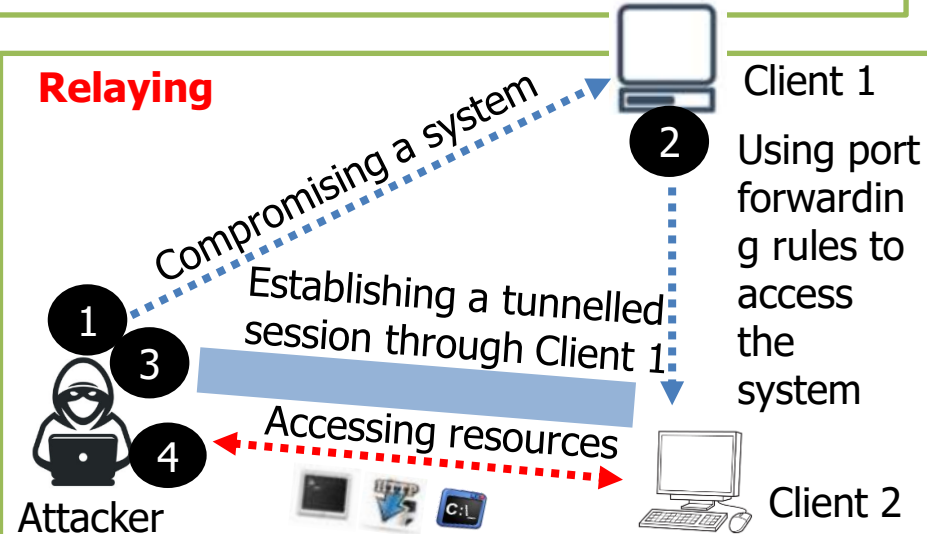 Relaying
Client 1
Compromising a system
2
Using port
forwardin
g rules to
access
the
system
1
3
Establishing a tunnelled
session through Client 1
4
Accessing resources
HTTP
C:\_
Attacker
Client 2